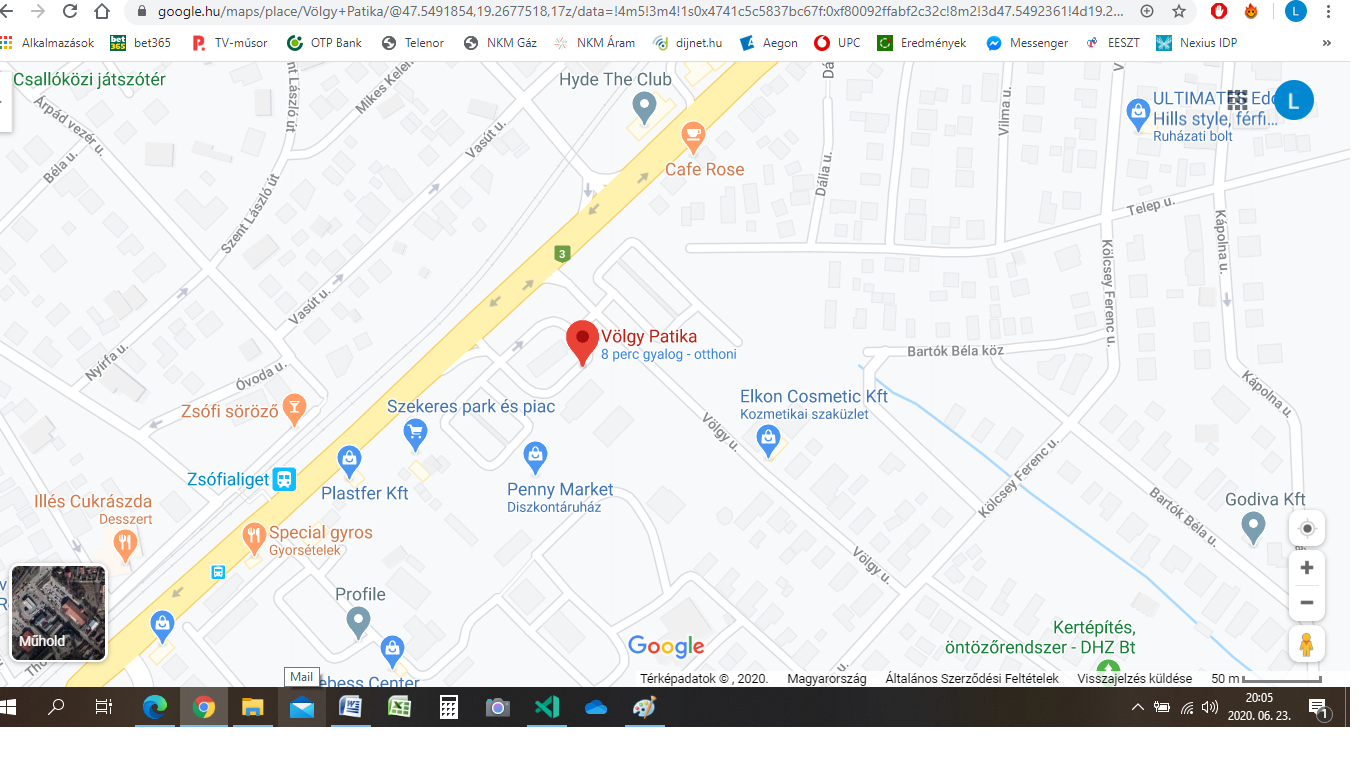 google.hu/maps/place/Völgy+Patika/@47.5491854,19.2677518,17z/data=!4m5!3m4!1s0x4741c5c5837bc67f:0xf80092ffabf2c32c!8m2!3d47.5492361!4d19.2...
L
Alkalmazások bet365 TV-műsor OTP Bank Telenor NKM Gáz NKM Áram dijnet.hu Aegon UPC Eredmények Messenger EESZT Nexius IDP »
Csallóközi játszótér
Hyde The Club
Cafe Rose
ULTIMATES
Hills style, férfi...
Ruházati bolt
L
Árpád vezér u.
Béla u.
Szent László út
Mikes Kelen
Vasút u.
Szent László út
Vasút u.
Nyírfa u.
Óvoda u.
Dália u.
Vilma u.
Telep u.
Kápolna u.
Kölcsey Ferenc u.
3
Völgy Patika
8 perc gyalog - otthoni
Bartók Béla köz
Kápolna u.
Zsófi söröző
Szekeres park és piac
Elkon Cosmetic Kft
Kozmetikai szaküzlet
Völgy u.
Zsófialiget
Plastfer Kft
Penny Market
Diszkontáruház
Kölcsey Ferenc u.
Bartók Béla u.
Godiva Kft
Illés Cukrászda
Desszert
Special gyros
Gyorsételek
Völgy u.
Profile
Műhold
Google
Kertépítés,
öntözőrendszer - DHZ Bt
Mail
Center
Térképadatok © , 2020. Magyarország Általános Szerződési Feltételek Visszajelzés küldése 50 m
20:05
2020. 06. 23.
1